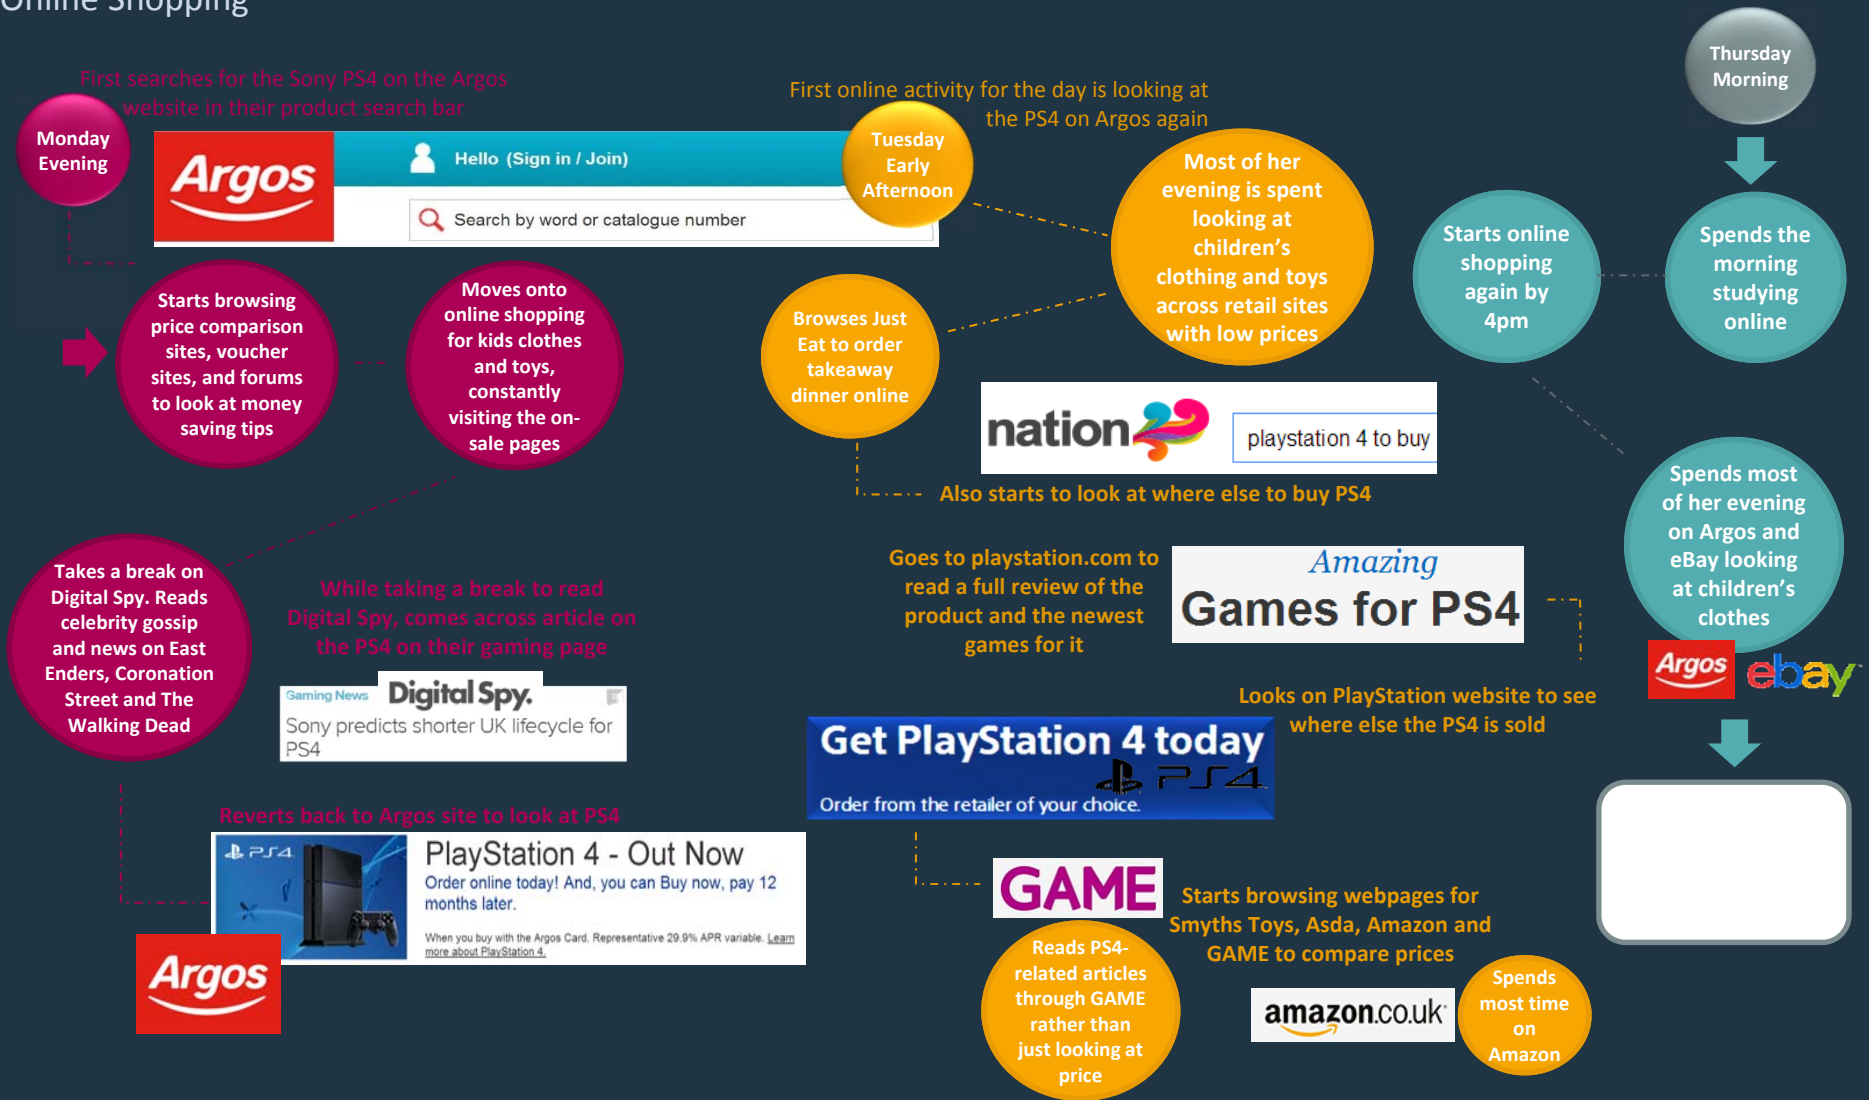 Online Shopping
First searches for the Sony PS4 on the Argos
website in their product search bar
Monday
Evening
Argos
Hello (Sign in / Join)
Search by word or catalogue number
Starts browsing
price comparison
sites, voucher
sites, and forums
to look at money
saving tips
Moves onto
online shopping
for kids clothes
and toys,
constantly
visiting the on-
sale pages
Takes a break on
Digital Spy. Reads
celebrity gossip
and news on East
Enders, Coronation
Street and The
Walking Dead
While taking a break to read
Digital Spy, comes across article on
the PS4 on their gaming page
Gaming News Digital Spy.
Sony predicts shorter UK lifecycle for
PS4
Reverts back to Argos site to look at PS4
PS4
PlayStation 4 - Out Now
Order online today! And, you can Buy now, pay 12
months later.
When you buy with the Argos Card. Representative 29.9% APR variable. Learn
more about PlayStation 4.
Argos
First online activity for the day is looking at
the PS4 on Argos again
Tuesday
Early
Afternoon
Most of her
evening is spent
looking at
children's
clothing and toys
across retail sites
with low prices
Browses Just
Eat to order
takeaway
dinner online
nation
playstation 4 to buy
Also starts to look at where else to buy PS4
Goes to playstation.com to
read a full review of the
product and the newest
games for it
Amazing
Games for PS4
Looks on PlayStation website to see
where else the PS4 is sold
Get PlayStation 4 today
PS4
Order from the retailer of your choice.
GAME
Reads PS4-
related articles
through GAME
rather than
just looking at
price
Starts browsing webpages for
Smyths Toys, Asda, Amazon and
GAME to compare prices
amazon.co.uk
Spends
most time
on
Amazon
Thursday
Morning
Spends the
morning
studying
online
Starts online
shopping
again by
4pm
Spends most
of her evening
on Argos and
eBay looking
at children's
clothes
Argos
ebay